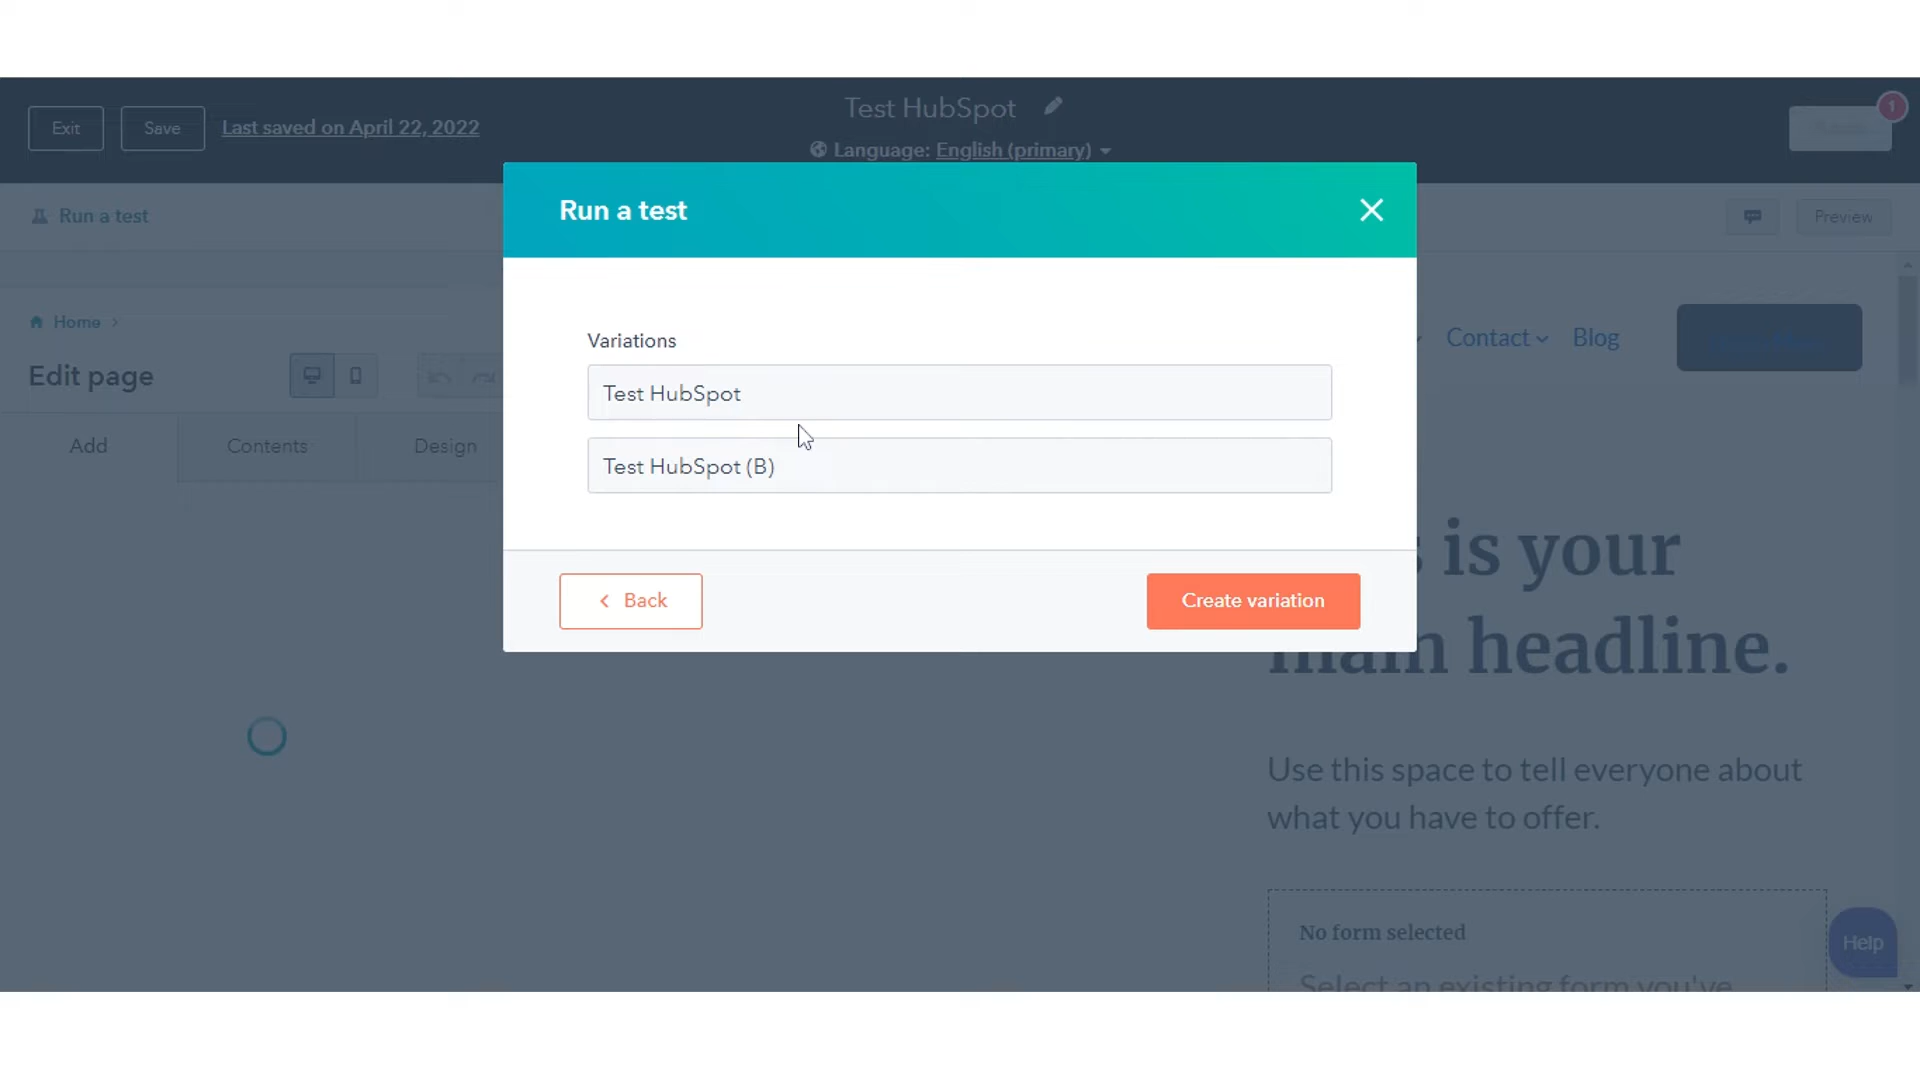 Exit
Save
Last saved on April 22, 2022
Test HubSpot
Language: English (primary)
1
Run a test
Preview
Run a test
Variations
Test HubSpot
Test HubSpot (B)
Back
Create variation
Home
Edit page
Add
Contents
Design
Contact
Blog
is your
main headline.
Use this space to tell everyone about
what you have to offer.
No form selected
Select an existing form you've
Help